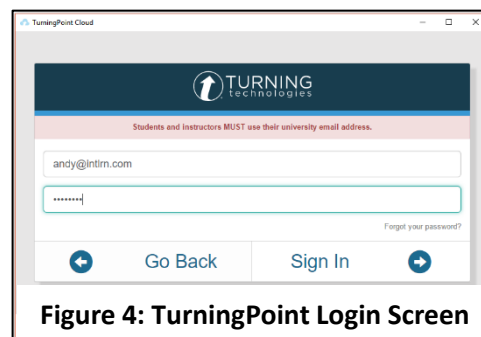 TurningPoint Cloud
TURNING
technologies
Students and instructors MUST use their university email address.
andy@intlrn.com
••••••••
Forgot your password?
Go Back
Sign In
Figure 4: TurningPoint Login Screen